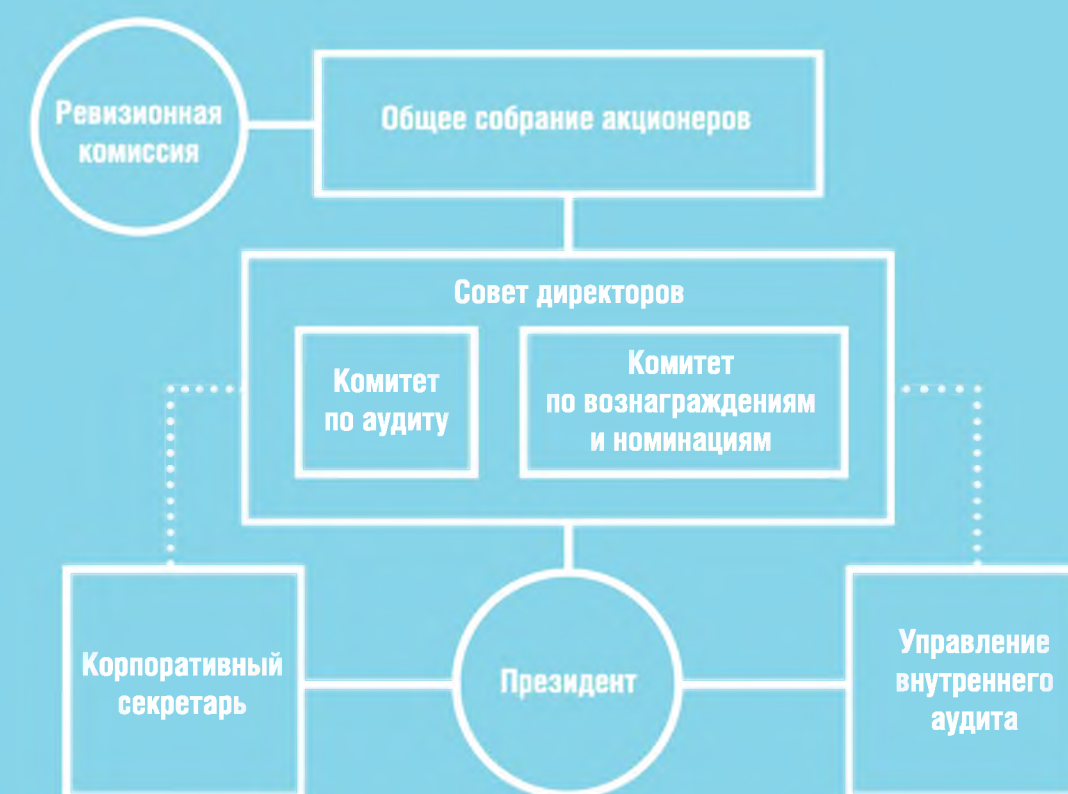 Ревизионная
комиссия
Общее собрание акционеров
Совет директоров
Комитет
по аудиту
Комитет
по вознаграждениям
и номинациям
Корпоративный
секретарь
Президент
Управление
внутреннего
аудита